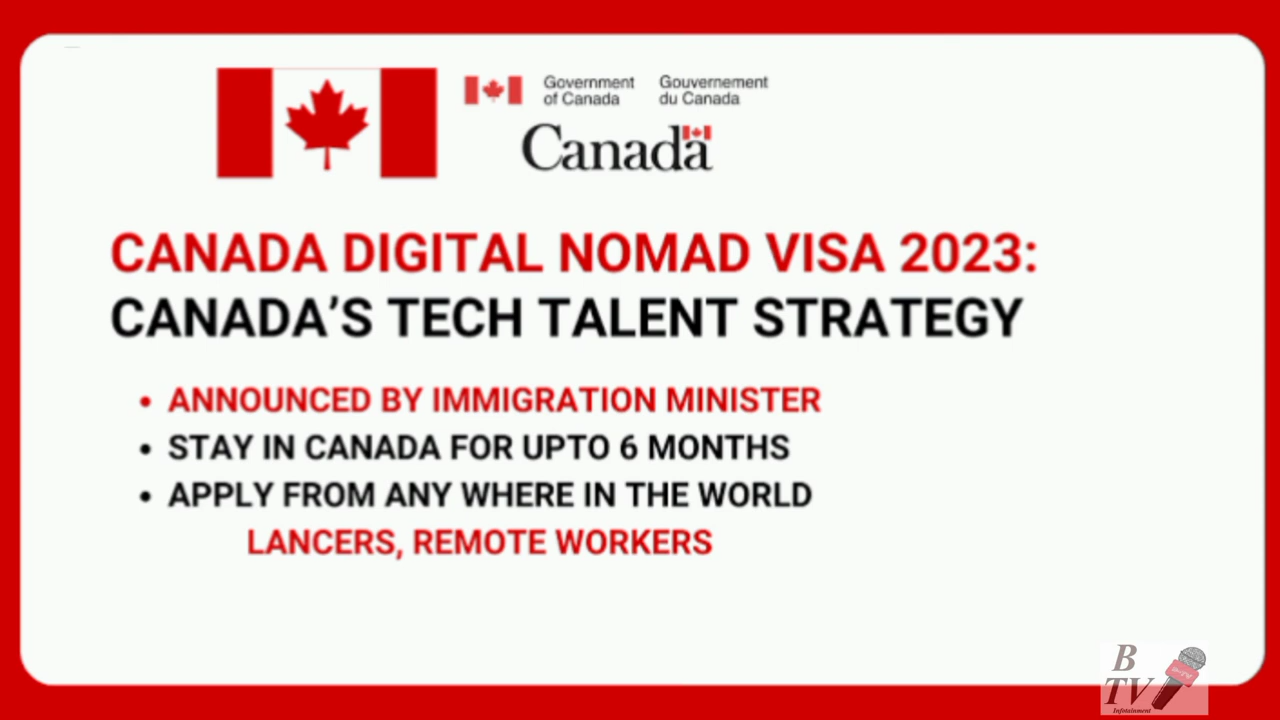 Government Gouvernement
of Canada du Canada
Canada
CANADA DIGITAL NOMAD VISA 2023:
CANADA'S TECH TALENT STRATEGY
• ANNOUNCED BY IMMIGRATION MINISTER
• STAY IN CANADA FOR UPTO 6 MONTHS
• APPLY FROM ANY WHERE IN THE WORLD
LANCERS, REMOTE WORKERS
B
TV
Infotainment